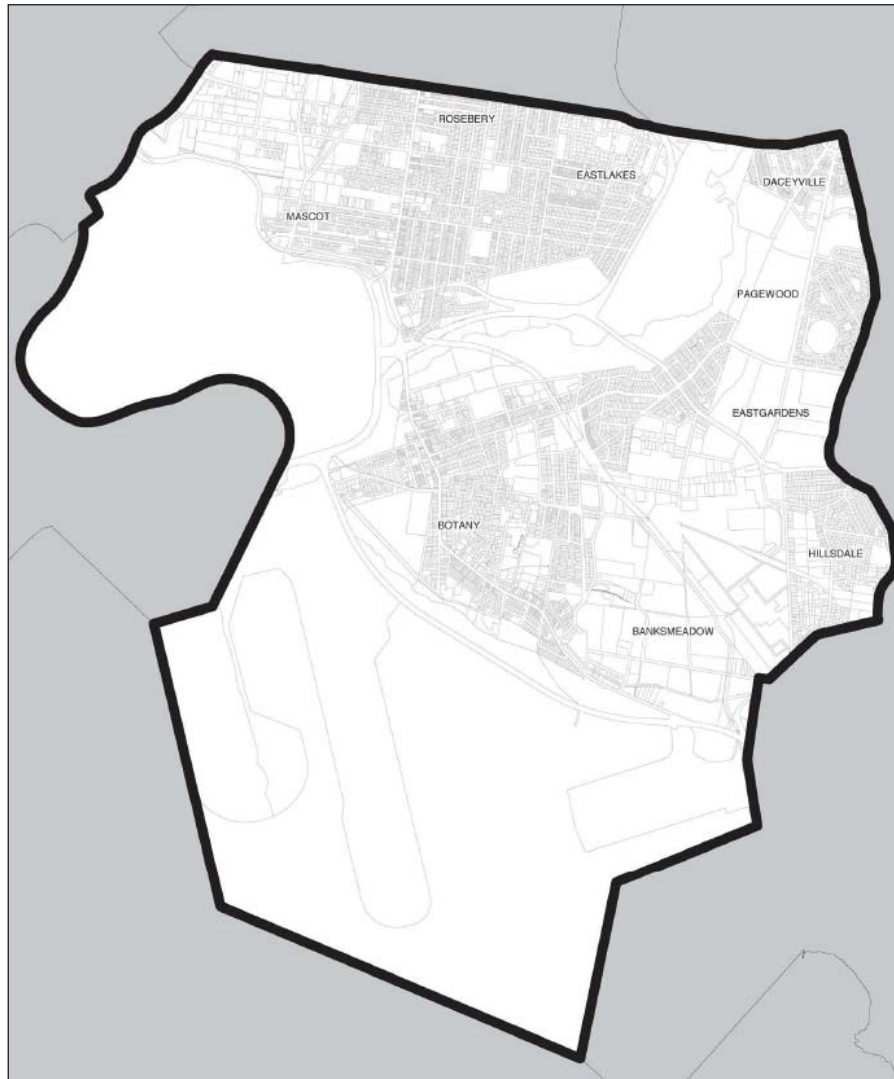 ROSEBERY
EASTLAKES
DACEYVILLE
MASCOT
PAGEWOOD
EASTGARDENS
BOTANY
HILLSDALE
BANKSMEADOW